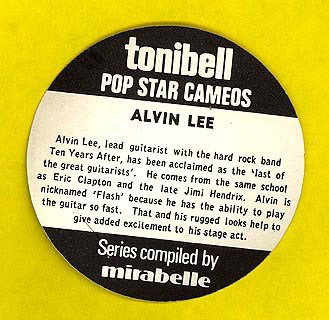 tonibell
POP STAR CAMEOS
ALVIN LEE
Alvin Lee, lead guitarist with the hard rock band
Ten Years After, has been acclaimed as the 'last of
the great guitarists'. He comes from the same school
as Eric Clapton and the late Jimi Hendrix. Alvin is
nicknamed 'Flash' because he has the ability to play
the guitar so fast. That and his rugged looks help to
give added excitement to his stage act.
Series compiled by
mirabelle